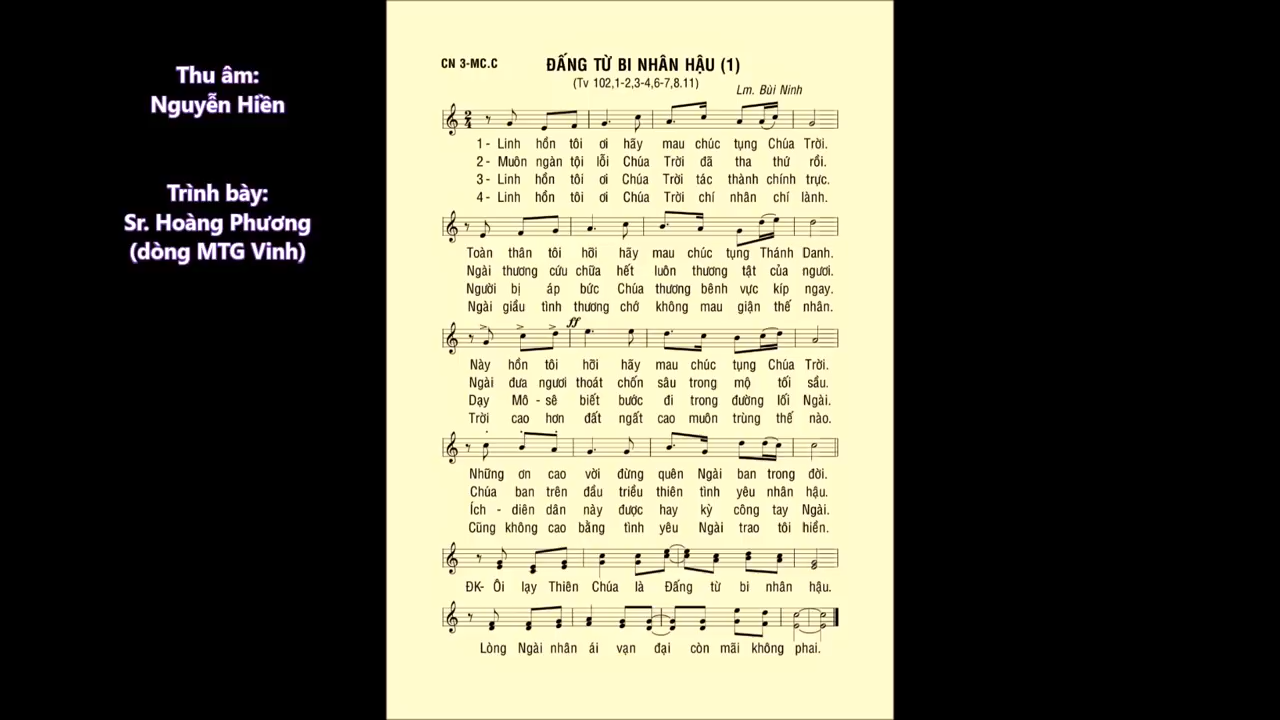 Thu âm:
Nguyễn Hiền
Trình bày:
Sr. Hoàng Phương
(dòng MTG Vinh)
CN 3-MC.C
ĐẤNG TỪ BI NHÂN HẬU (1)
(Tv 102,1-2,3-4,6-7,8.11)
Lm. Bùi Ninh
1- Linh hồn tôi ơi hãy mau chúc tụng Chúa Trời.
2- Muôn ngàn tội lỗi Chúa Trời đã tha thứ rồi.
3- Linh hồn tôi ơi Chúa Trời tác thành chính trực.
4- Linh hồn tôi ơi Chúa Trời chí nhân chí lành.
Toàn thân tôi hỡi hãy mau chúc tụng Thánh Danh.
Ngài thương cứu chữa hết luôn thương tật của ngươi.
Người bị áp bức Chúa thương bênh vực kíp ngay.
Ngài giầu tình thương chớ không mau giận thế nhân.
ff
Này hồn tôi hỡi hãy mau chúc tụng Chúa Trời.
Ngài đưa ngươi thoát chốn sâu trong mộ tối sầu.
Dạy Mô - sê biết bước đi trong đường lối Ngài.
Trời cao hơn đất ngất cao muôn trùng thế nào.
Những ơn cao vời đừng quên Ngài ban trong đời.
Chúa ban trên đầu triều thiên tình yêu nhân hậu.
Ích - diên dân này được hay kỳ công tay Ngài.
Cũng không cao bằng tình yêu Ngài trao tôi hiền.
ĐK- Ôi lạy Thiên Chúa là Đấng từ bi nhân hậu.
Lòng Ngài nhân ái vạn đại còn mãi không phai.